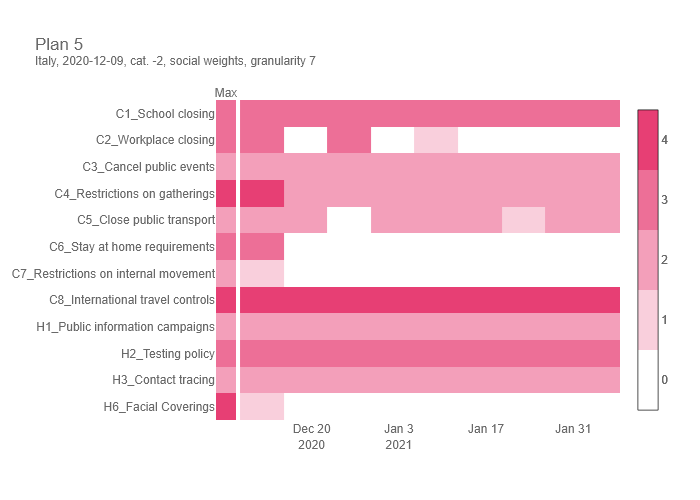 Plan 5
Italy, 2020-12-09, cat. -2, social weights, granularity 7
Max
C1_School closing
C2_Workplace closing
C3_Cancel public events
C4_Restrictions on gatherings
C5_Close public transport
C6_Stay at home requirements
C7_Restrictions on internal movement
C8_International travel controls
H1_Public information campaigns
H2_Testing policy
H3_Contact tracing
H6_Facial Coverings
Dec 20 Jan 3 Jan 17 Jan 31
2020 2021
4
3
2
1
0